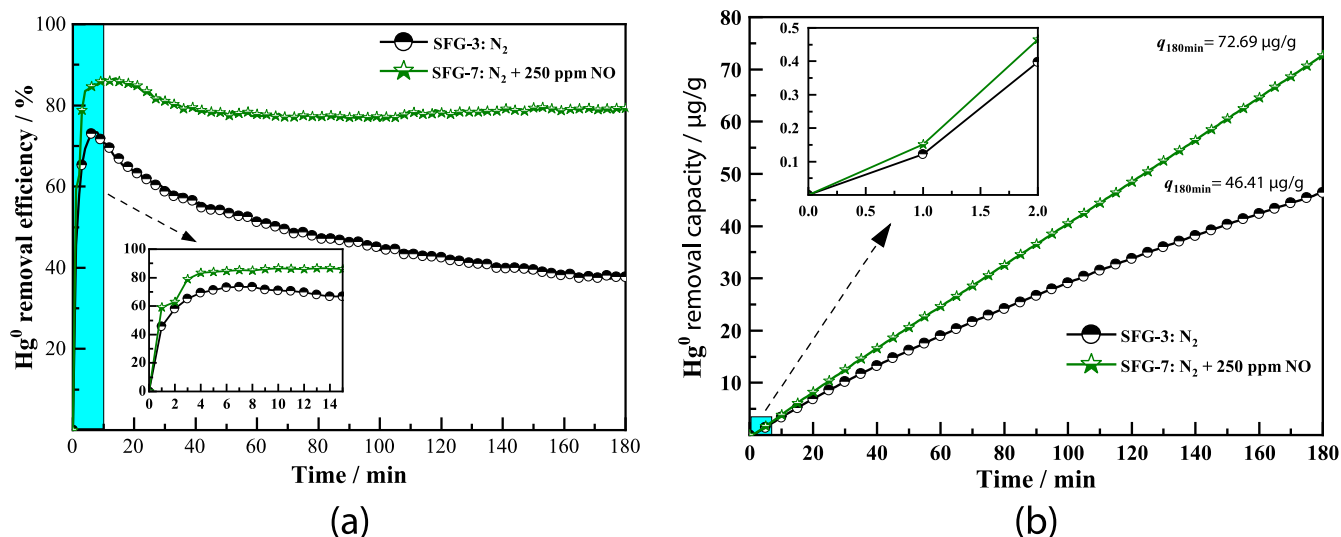 Hg⁰ removal efficiency / %
100
80
60
40
20
0 20 40 60 80 100 120 140 160 180
Time / min
SFG-3: N₂
SFG-7: N₂ + 250 ppm NO
100
80
60
40
20
0
0 2 4 6 8 10 12 14
(a)
Hg⁰ removal capacity / μg/g
80
70
60
50
40
30
20
10
0 20 40 60 80 100 120 140 160 180
Time / min
0.5
0.4
0.3
0.2
0.1
0.0 0.5 1.0 1.5 2.0
q180min= 72.69 μg/g
q180min= 46.41 μg/g
SFG-3: N₂
SFG-7: N₂ + 250 ppm NO
(b)